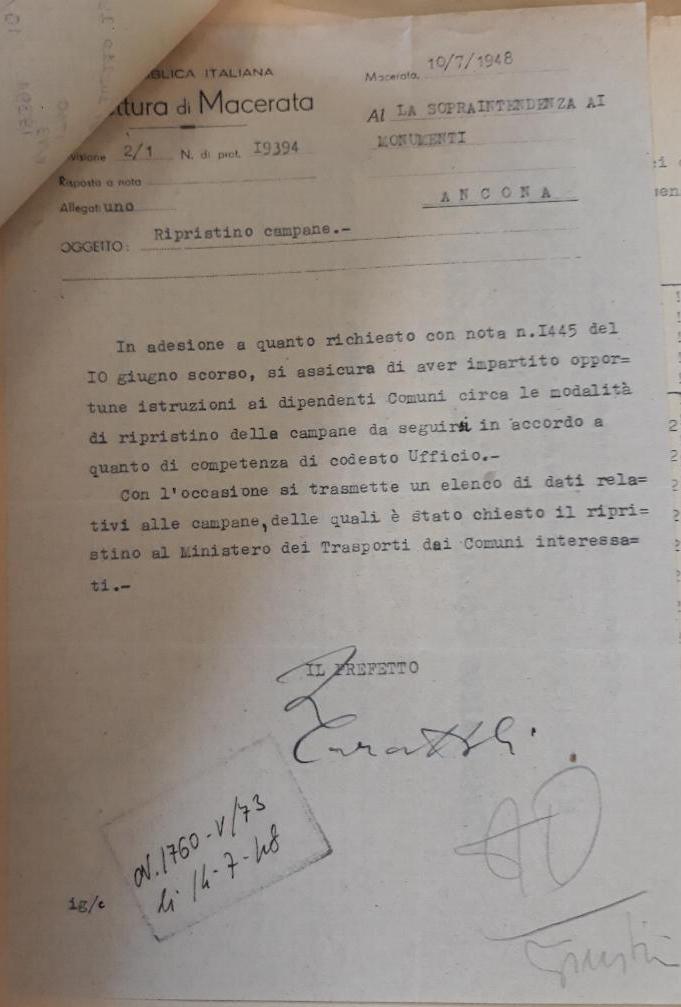 BLICA ITALIANA
ttura di Macerata
Macerata, 10/7/1948
Al LA SOPRAINTENDENZA AI
MONUMENTI
ANCONA
visione 2/1 N. di prot. I9394
Risposta a nota
Allegati uno
OGGETTO: Ripristino campane.-
In adesione a quanto richiesto con nota n.I445 del
IO giugno scorso, si assicura di aver impartito oppor=
tune istruzioni ai dipendenti Comuni circa le modalità
di ripristino della campane da seguirsi in accordo a
quanto di competenza di codesto Ufficio.-
Con l'occasione si trasmette un elenco di dati rela=
tivi alle campane, delle quali è stato chiesto il ripri=
stino al Ministero dei Trasporti dai Comuni interessa=
ti.-
IL PREFETTO
N. 1760-V/73
li 14-7-48
ig/c